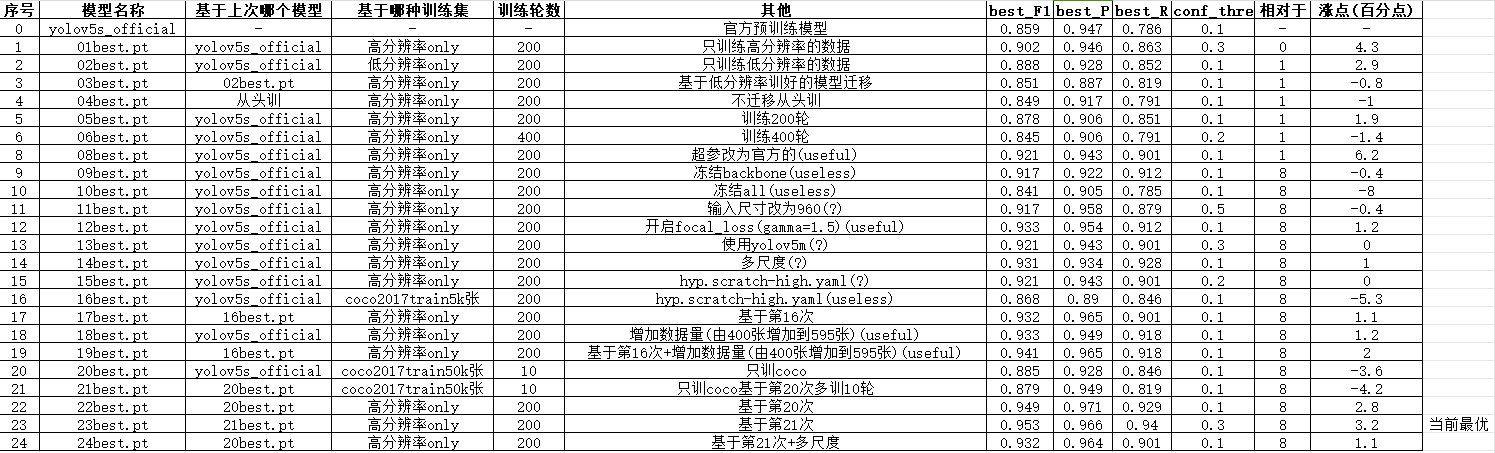 序号 模型名称 基于上次哪个模型 基于哪种训练集 训练轮数 其他 best_F1 best_P best_R conf_thre 相对于 涨点(百分点)
0 yolov5s_official - - - 官方预训练模型 0.859 0.947 0.786 0.1 - -
1 01best.pt yolov5s_official 高分辨率only 200 只训练高分辨率的数据 0.902 0.946 0.863 0.3 0 4.3
2 02best.pt yolov5s_official 低分辨率only 200 只训练低分辨率的数据 0.888 0.928 0.852 0.1 1 2.9
3 03best.pt 02best.pt 高分辨率only 200 基于低分辨率训好的模型迁移 0.851 0.887 0.819 0.1 1 -0.8
4 04best.pt 从头训 高分辨率only 200 不迁移从头训 0.849 0.917 0.791 0.1 1 -1
5 05best.pt yolov5s_official 高分辨率only 200 训练200轮 0.878 0.906 0.851 0.1 1 1.9
6 06best.pt yolov5s_official 高分辨率only 400 训练400轮 0.845 0.906 0.791 0.2 1 -1.4
8 08best.pt yolov5s_official 高分辨率only 200 超参改为官方的(useful) 0.921 0.943 0.901 0.1 1 6.2
9 09best.pt yolov5s_official 高分辨率only 200 冻结backbone(useless) 0.917 0.922 0.912 0.1 8 -0.4
10 10best.pt yolov5s_official 高分辨率only 200 冻结all(useless) 0.841 0.905 0.785 0.1 8 -8
11 11best.pt yolov5s_official 高分辨率only 200 输入尺寸改为960(?) 0.917 0.958 0.879 0.5 8 -0.4
12 12best.pt yolov5s_official 高分辨率only 200 开启focal_loss(gamma=1.5)(useful) 0.933 0.954 0.912 0.1 8 1.2
13 13best.pt yolov5s_official 高分辨率only 200 使用yolov5m(?) 0.921 0.943 0.901 0.3 8 0
14 14best.pt yolov5s_official 高分辨率only 200 多尺度(?) 0.931 0.934 0.928 0.1 8 1
15 15best.pt yolov5s_official 高分辨率only 200 hyp.scratch-high.yaml(?) 0.921 0.943 0.901 0.2 8 0
16 16best.pt yolov5s_official coco2017train5k张 200 hyp.scratch-high.yaml(useless) 0.868 0.89 0.846 0.1 8 -5.3
17 17best.pt 16best.pt 高分辨率only 200 基于第16次 0.932 0.965 0.901 0.1 8 1.1
18 18best.pt yolov5s_official 高分辨率only 200 增加数据量(由400张增加到595张)(useful) 0.933 0.949 0.918 0.1 8 1.2
19 19best.pt 16best.pt 高分辨率only 200 基于第16次+增加数据量(由400张增加到595张)(useful) 0.941 0.965 0.918 0.1 8 2
20 20best.pt yolov5s_official coco2017train50k张 10 只训coco 0.885 0.928 0.846 0.1 8 -3.6
21 21best.pt 20best.pt coco2017train50k张 10 只训coco基于第20次多训10轮 0.879 0.949 0.819 0.1 8 -4.2
22 22best.pt 20best.pt 高分辨率only 200 基于第20次 0.949 0.971 0.929 0.1 8 2.8
23 23best.pt 21best.pt 高分辨率only 200 基于第21次 0.953 0.966 0.94 0.3 8 3.2 当前最优
24 24best.pt 20best.pt 高分辨率only 200 基于第21次+多尺度 0.932 0.964 0.901 0.1 8 1.1